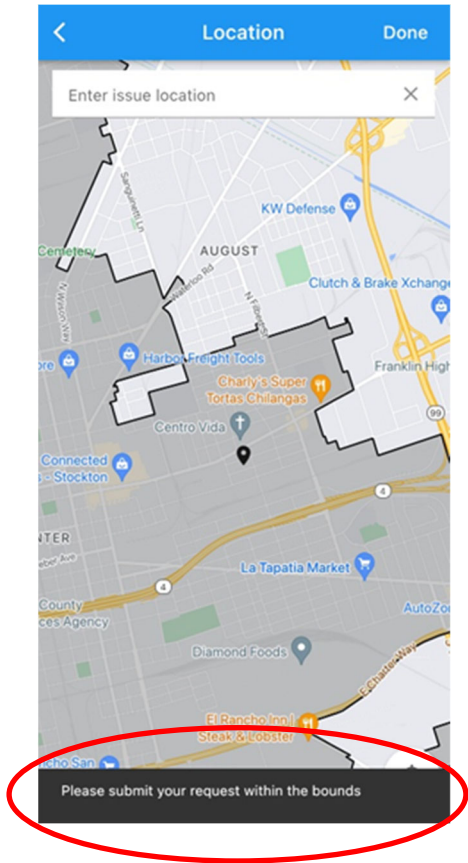 Location
Done
Enter issue location
Sanguinetti Ln
KW Defense
Cemetery
AUGUST
Waterloo Rd
Clutch & Brake Xchange
N Wilson Way
N Filbert St
ore
Harbor Freight Tools
Franklin High
Charly's Super
Tortas Chilangas
99
Centro Vida
Connected
s - Stockton
4
NTER
eber Ave
La Tapatia Market
4
County
ces Agency
AutoZo
Diamond Foods
E Charter Way
El Rancho Inn |
Steak & Lobster
ncho San
Please submit your request within the bounds